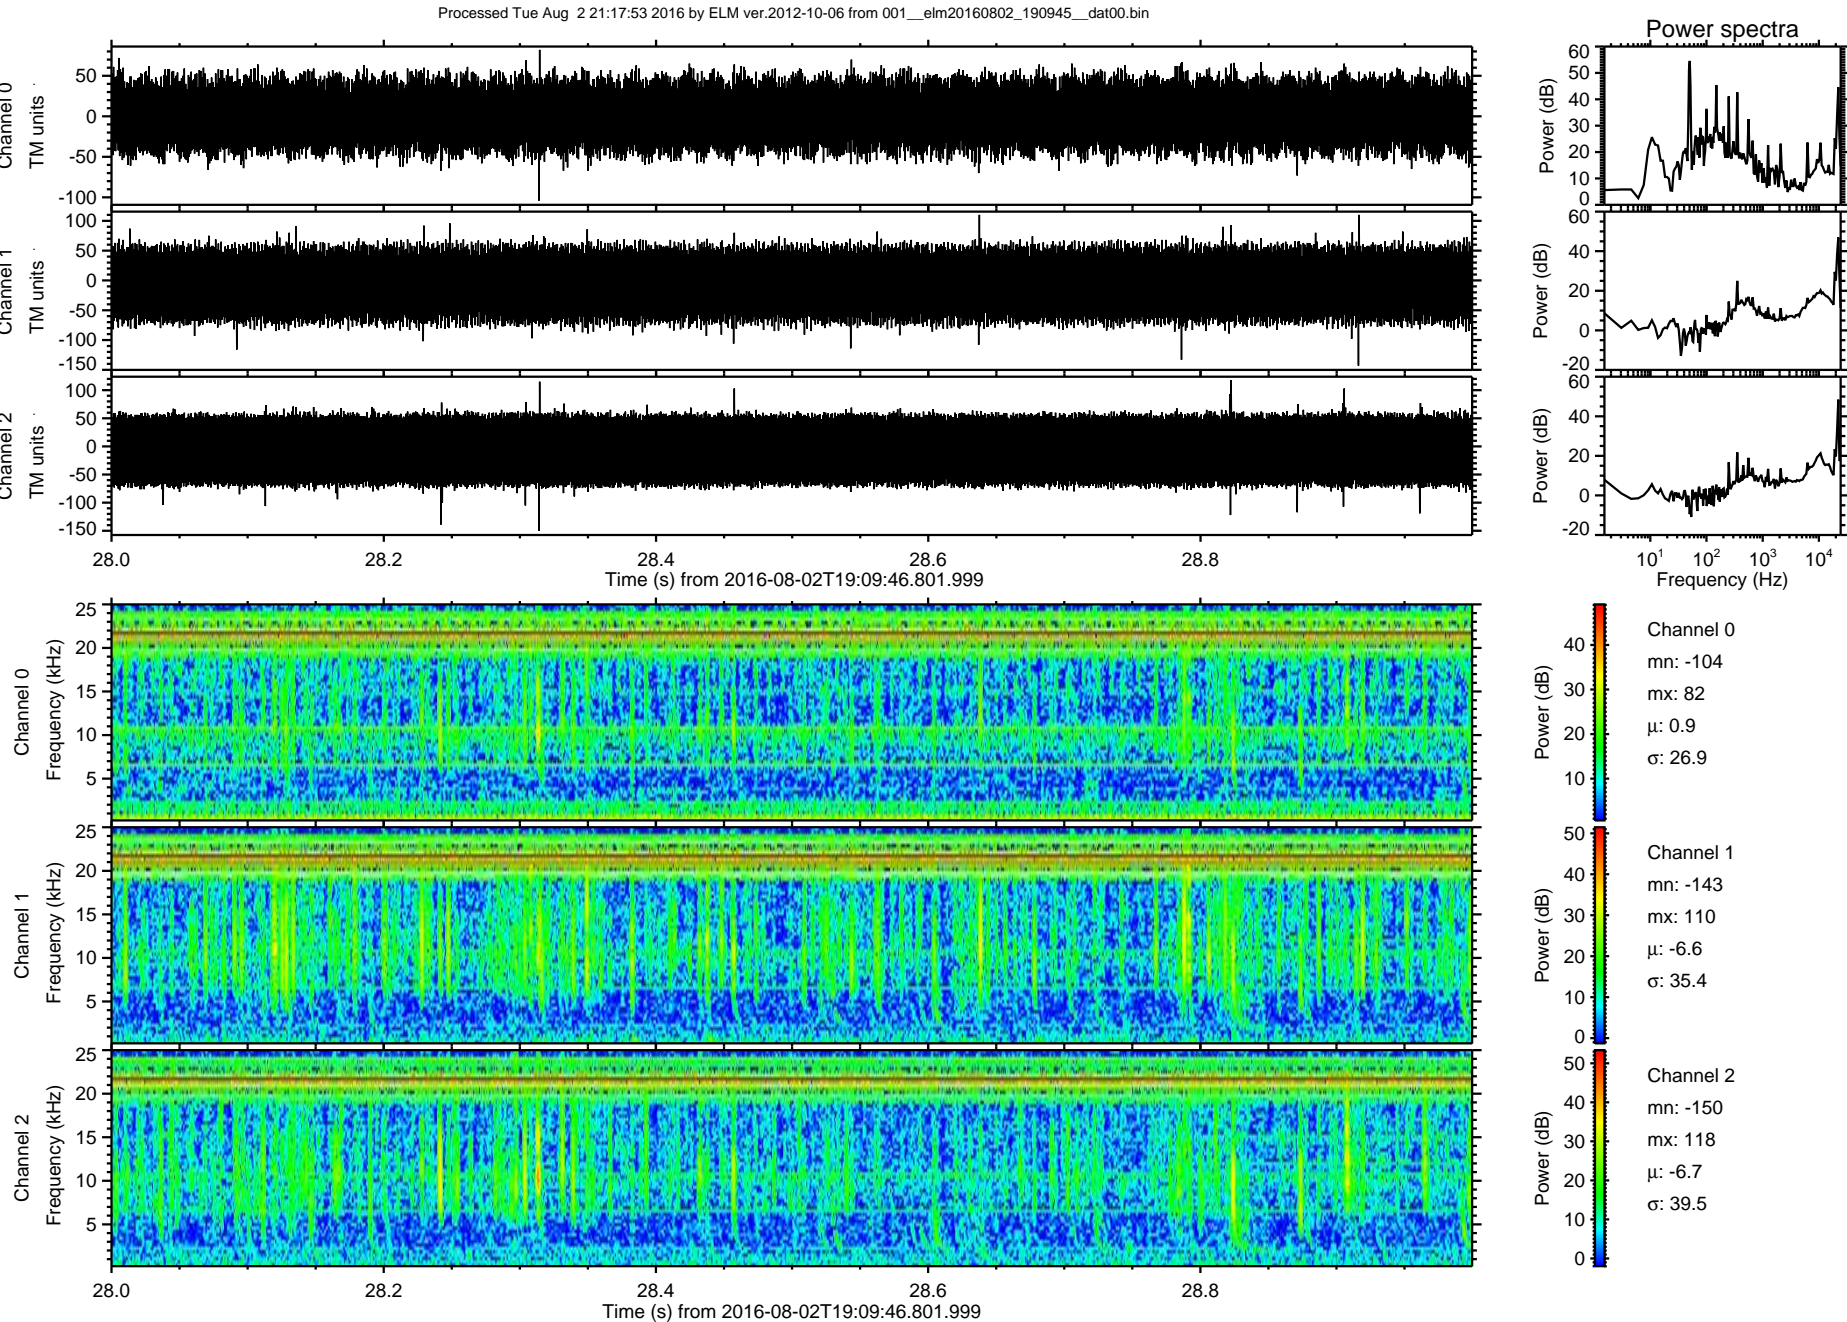 Processed Tue Aug  2 21:17:53 2016 by ELM ver.2012-10-06 from 001__elm20160802_190945__dat00.bin
Power spectra
Channel 0
TM units
50
0
-50
-100
Power (dB)
60
50
40
30
20
10
0
Channel 1
TM units
100
50
0
-50
-100
-150
Power (dB)
60
40
20
0
-20
Channel 2
TM units
100
50
0
-50
-100
-150
Power (dB)
60
40
20
0
-20
28.0 28.2 28.4 28.6 28.8
Time (s) from 2016-08-02T19:09:46.801.999
10¹ 10² 10³ 10⁴
Frequency (Hz)
Channel 0
Frequency (kHz)
25
20
15
10
5
Power (dB)
40
30
20
10
Channel 0
mn: -104
mx: 82
μ: 0.9
σ: 26.9
Channel 1
Frequency (kHz)
25
20
15
10
5
Power (dB)
50
40
30
20
10
0
Channel 1
mn: -143
mx: 110
μ: -6.6
σ: 35.4
Channel 2
Frequency (kHz)
25
20
15
10
5
Power (dB)
50
40
30
20
10
0
Channel 2
mn: -150
mx: 118
μ: -6.7
σ: 39.5
28.0 28.2 28.4 28.6 28.8
Time (s) from 2016-08-02T19:09:46.801.999